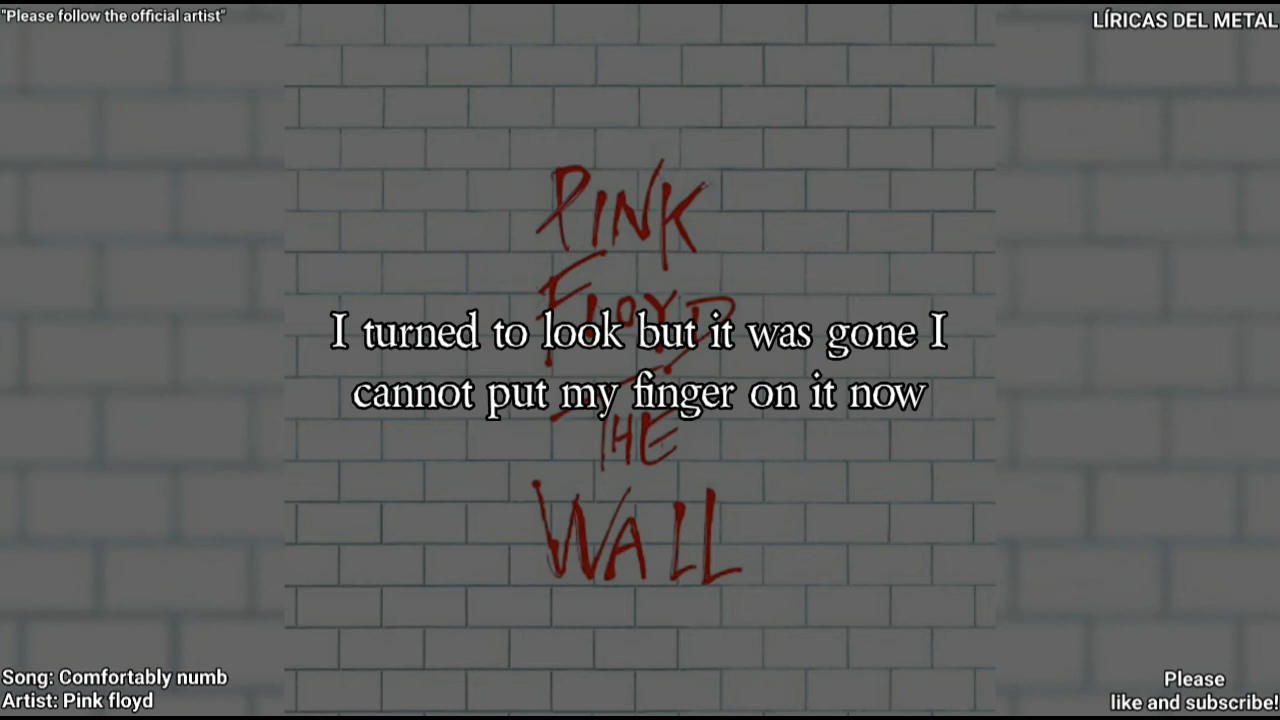 "Please follow the official artist"
LÍRICAS DEL METAL
PINK
FLOYD
THE
WALL
I turned to look but it was gone I
cannot put my finger on it now
Song: Comfortably numb
Artist: Pink floyd
Please
like and subscribe!